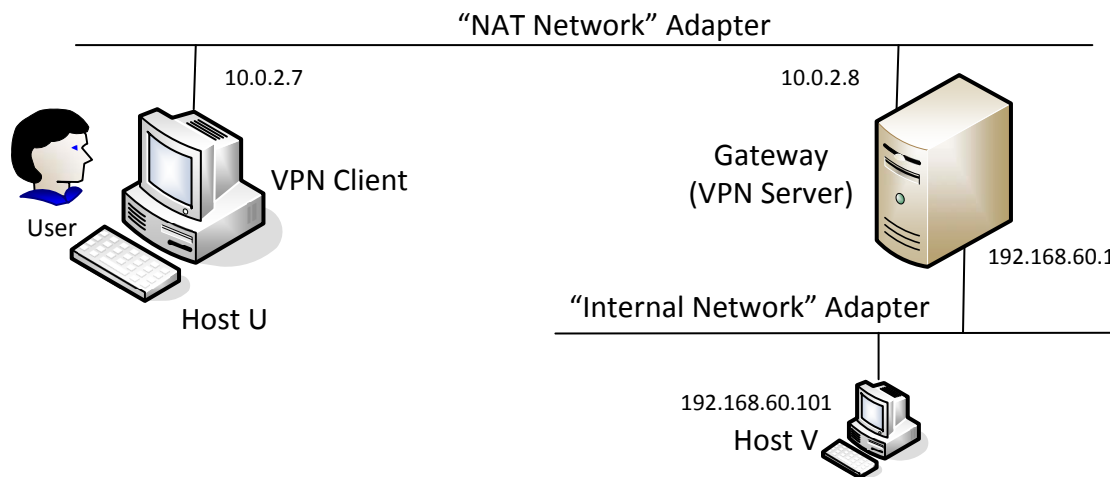 “NAT Network” Adapter
10.0.2.7
10.0.2.8
User
VPN Client
Host U
Gateway
(VPN Server)
192.168.60.1
“Internal Network” Adapter
192.168.60.101
Host V